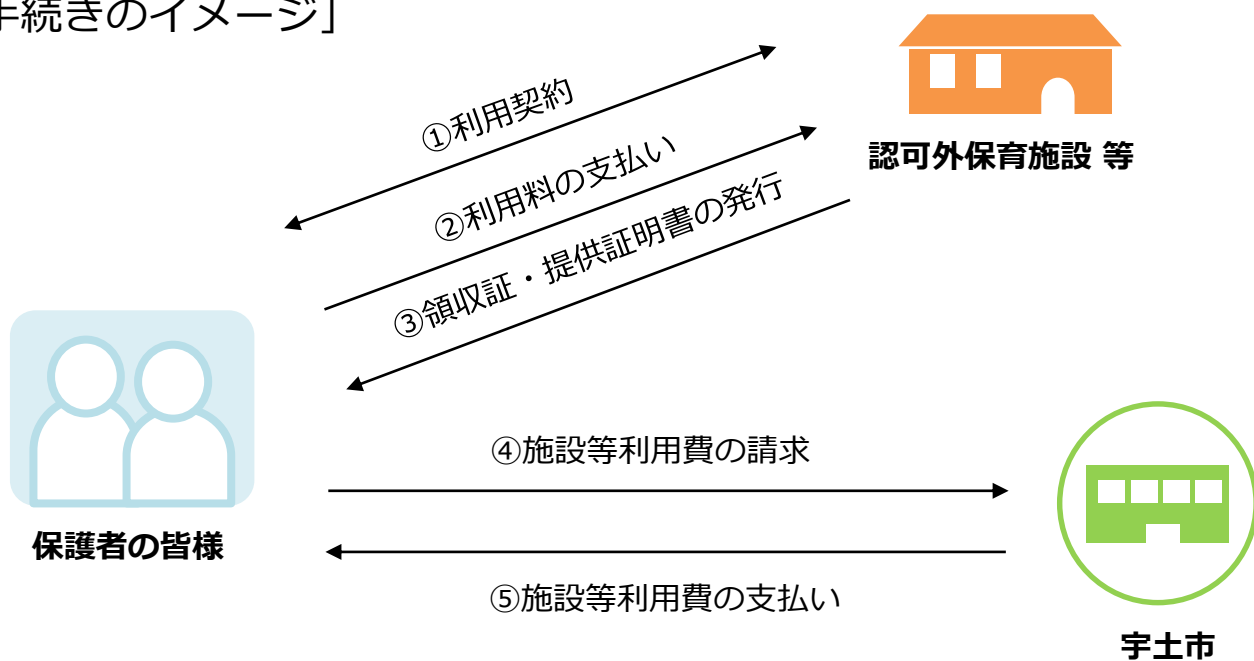 手続きのイメージ］
①利用契約
認可外保育施設 等
②利用料の支払い
③領収証・提供証明書の発行
④施設等利用費の請求
保護者の皆様
⑤施設等利用費の支払い
宇土市